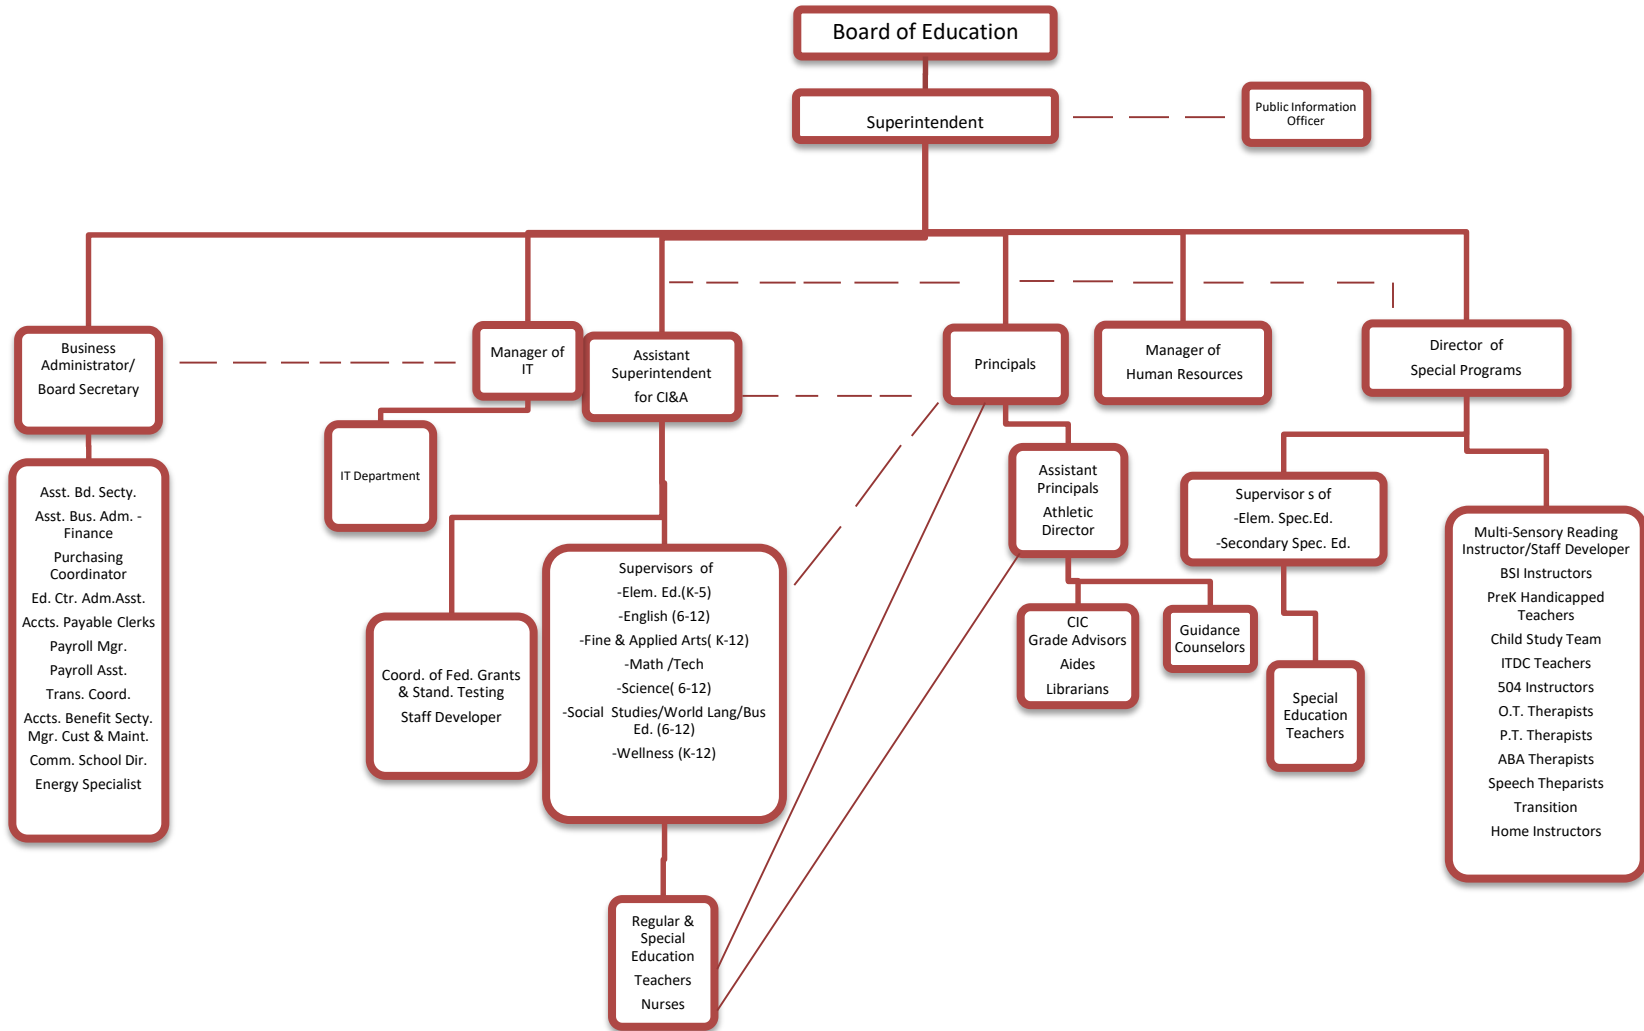 Board of Education
Superintendent
Public Information
Officer
Business
Administrator/
Board Secretary
Manager of
IT
Assistant
Superintendent
for CI&A
Principals
Manager of
Human Resources
Director of
Special Programs
IT Department
Asst. Bd. Secty.
Asst. Bus. Adm. -
Finance
Purchasing
Coordinator
Ed. Ctr. Adm.Asst.
Accts. Payable Clerks
Payroll Mgr.
Payroll Asst.
Trans. Coord.
Accts. Benefit Secty.
Mgr. Cust & Maint.
Comm. School Dir.
Energy Specialist
Coord. of Fed. Grants
& Stand. Testing
Staff Developer
Supervisors of
-Elem. Ed.(K-5)
-English (6-12)
-Fine & Applied Arts( K-12)
-Math /Tech
-Science( 6-12)
-Social Studies/World Lang/Bus
Ed. (6-12)
-Wellness (K-12)
Regular &
Special
Education
Teachers
Nurses
Assistant
Principals
Athletic
Director
CIC
Grade Advisors
Aides
Librarians
Guidance
Counselors
Supervisor s of
-Elem. Spec.Ed.
-Secondary Spec. Ed.
Special
Education
Teachers
Multi-Sensory Reading
Instructor/Staff Developer
BSI Instructors
PreK Handicapped
Teachers
Child Study Team
ITDC Teachers
504 Instructors
O.T. Therapists
P.T. Therapists
ABA Therapists
Speech Theparists
Transition
Home Instructors